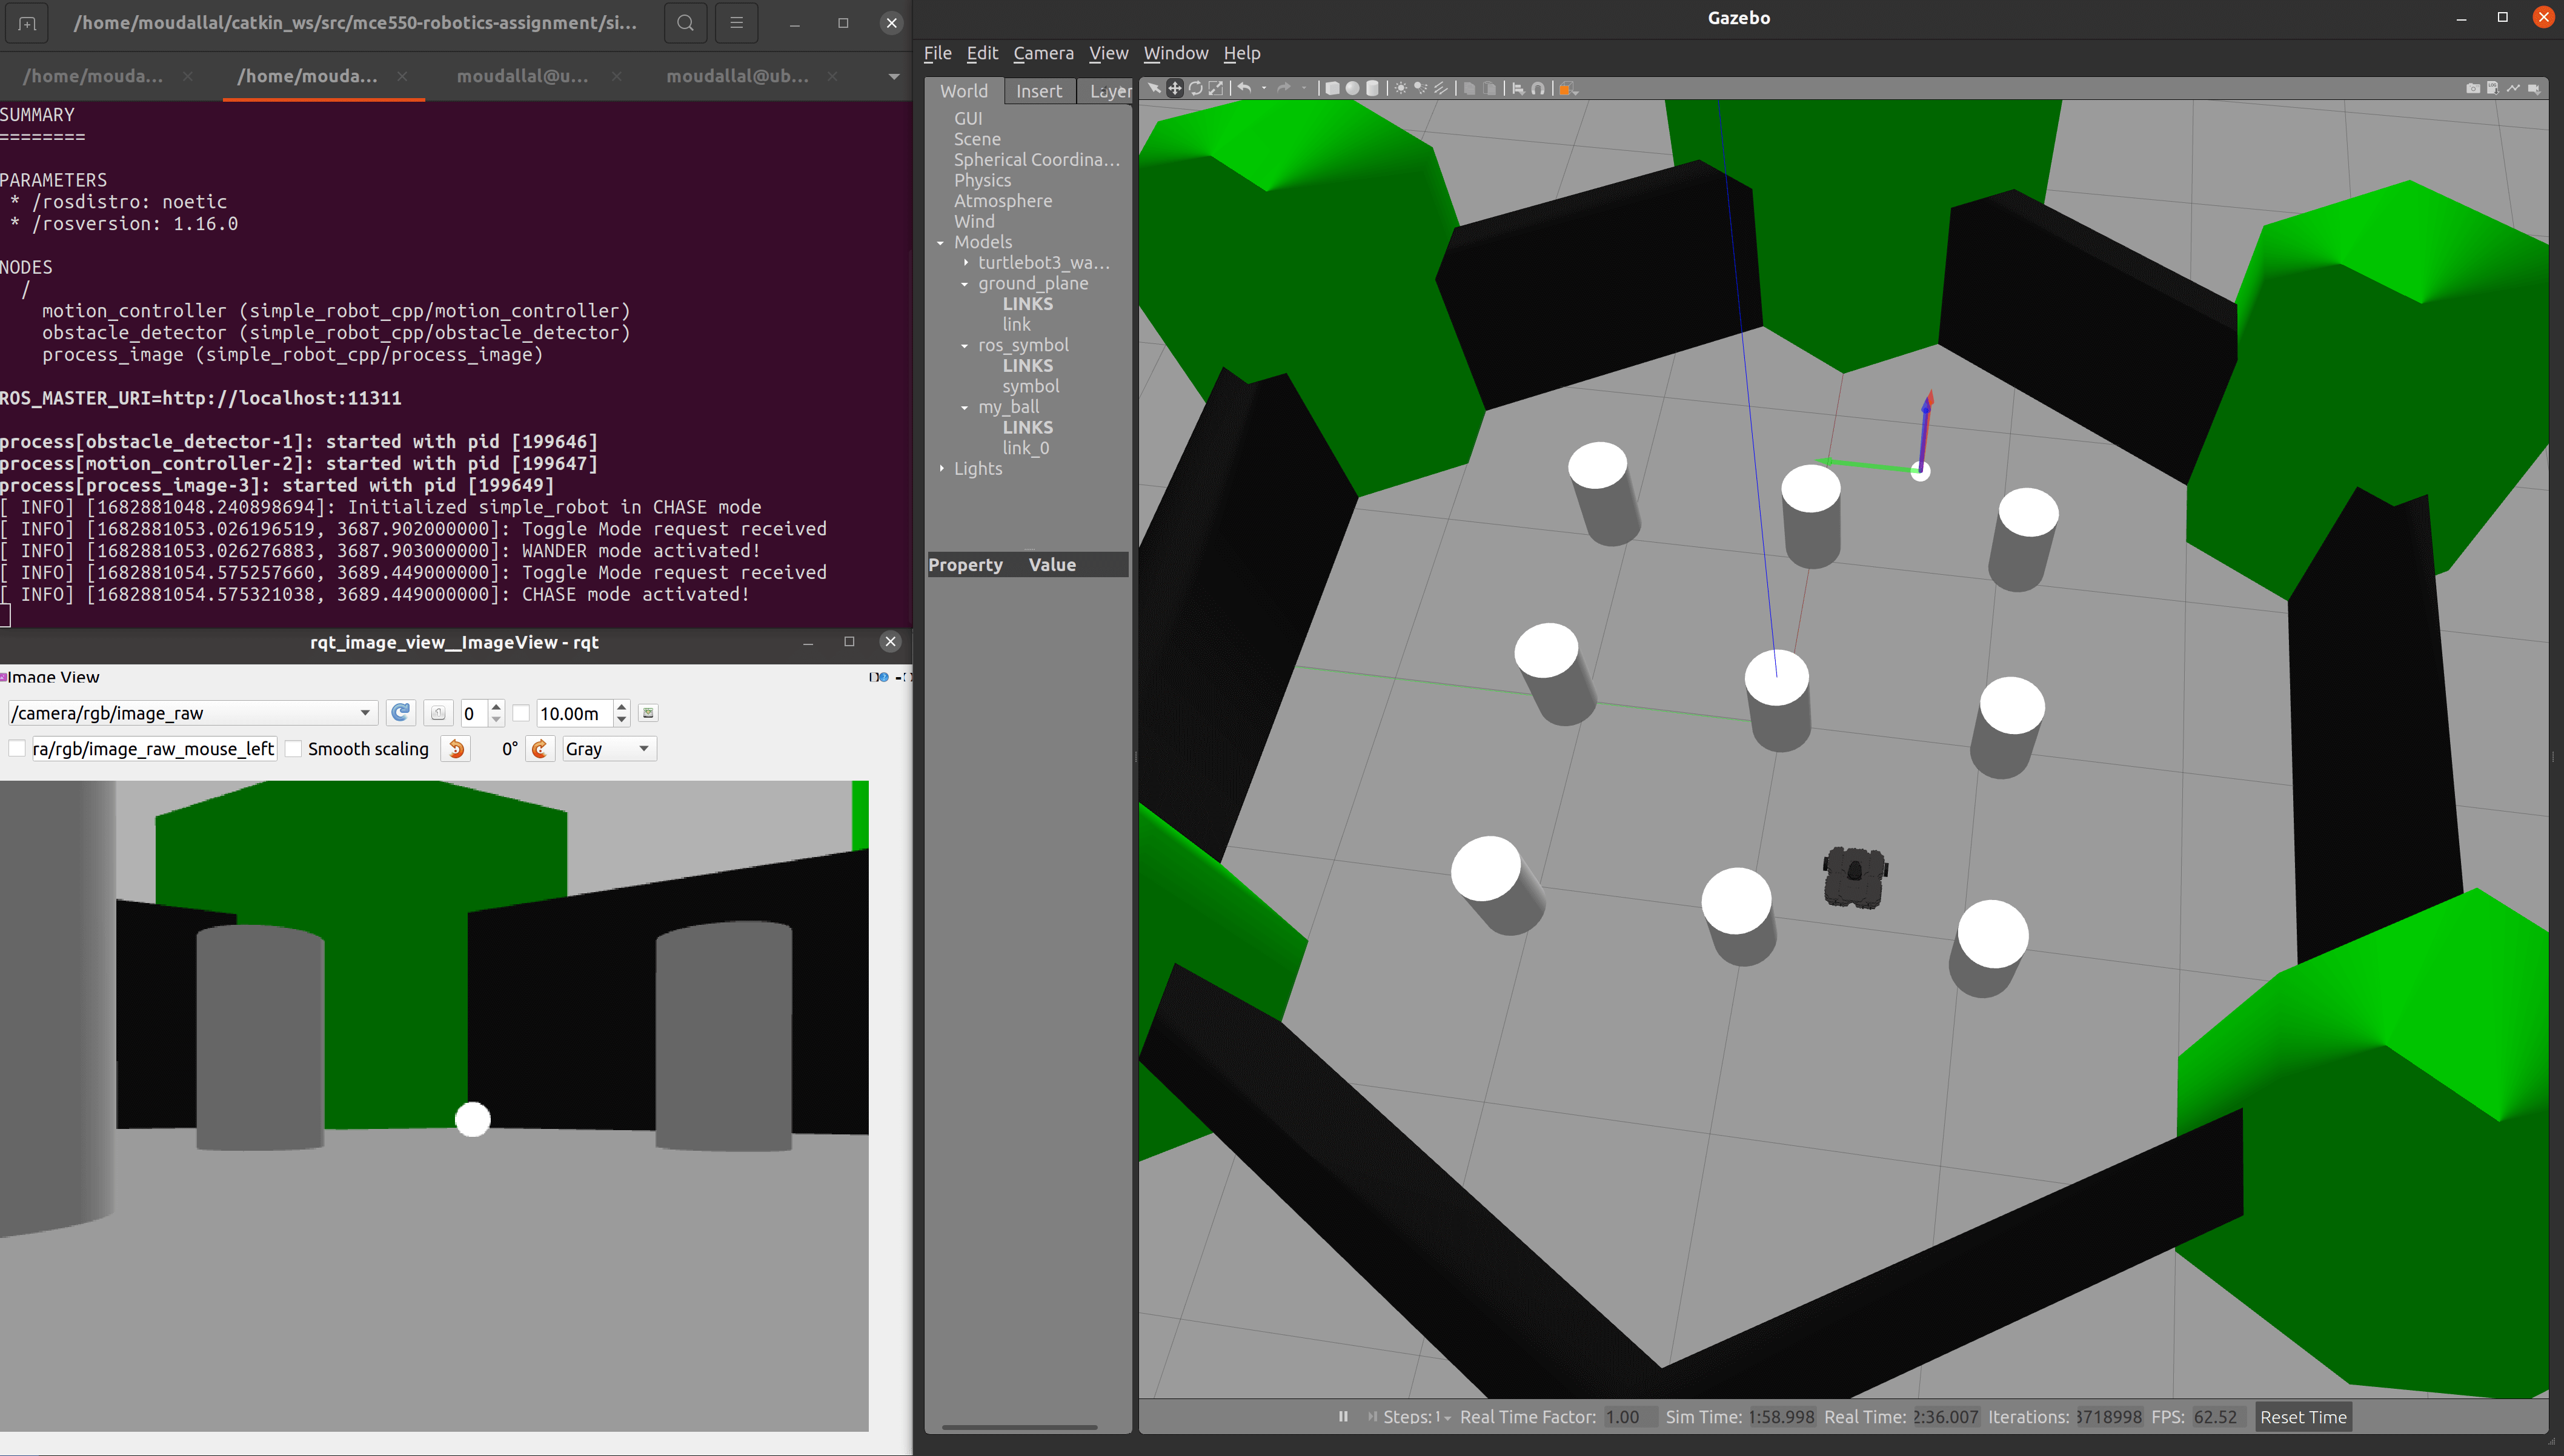 /home/moudallal/catkin_ws/src/mce550-robotics-assignment/si...
/home/mouda... /home/mouda... moudallal@u... moudallal@ub...
SUMMARY
========
PARAMETERS
* /rosdistro: noetic
* /rosversion: 1.16.0
NODES
/
motion_controller (simple_robot_cpp/motion_controller)
obstacle_detector (simple_robot_cpp/obstacle_detector)
process_image (simple_robot_cpp/process_image)
ROS_MASTER_URI=http://localhost:11311
process[obstacle_detector-1]: started with pid [199646]
process[motion_controller-2]: started with pid [199647]
process[process_image-3]: started with pid [199649]
[ INFO] [1682881048.240898694]: Initialized simple_robot in CHASE mode
[ INFO] [1682881053.026196519, 3687.902000000]: Toggle Mode request received
[ INFO] [1682881053.026276883, 3687.903000000]: WANDER mode activated!
[ INFO] [1682881054.575257660, 3689.449000000]: Toggle Mode request received
[ INFO] [1682881054.575321038, 3689.449000000]: CHASE mode activated!
rqt_image_view__ImageView - rqt
Image View
/camera/rgb/image_raw 0 10.00m
ra/rgb/image_raw_mouse_left Smooth scaling 0° Gray
Gazebo
File Edit Camera View Window Help
World Insert Layer
GUI
Scene
Spherical Coordina...
Physics
Atmosphere
Wind
Models
turtlebot3_wa...
ground_plane
LINKS
link
ros_symbol
LINKS
symbol
my_ball
LINKS
link_0
Lights
Property Value
Steps: 1 Real Time Factor: 1.00 Sim Time: 1:58.998 Real Time: 2:36.007 Iterations: 3718998 FPS: 62.52 Reset Time